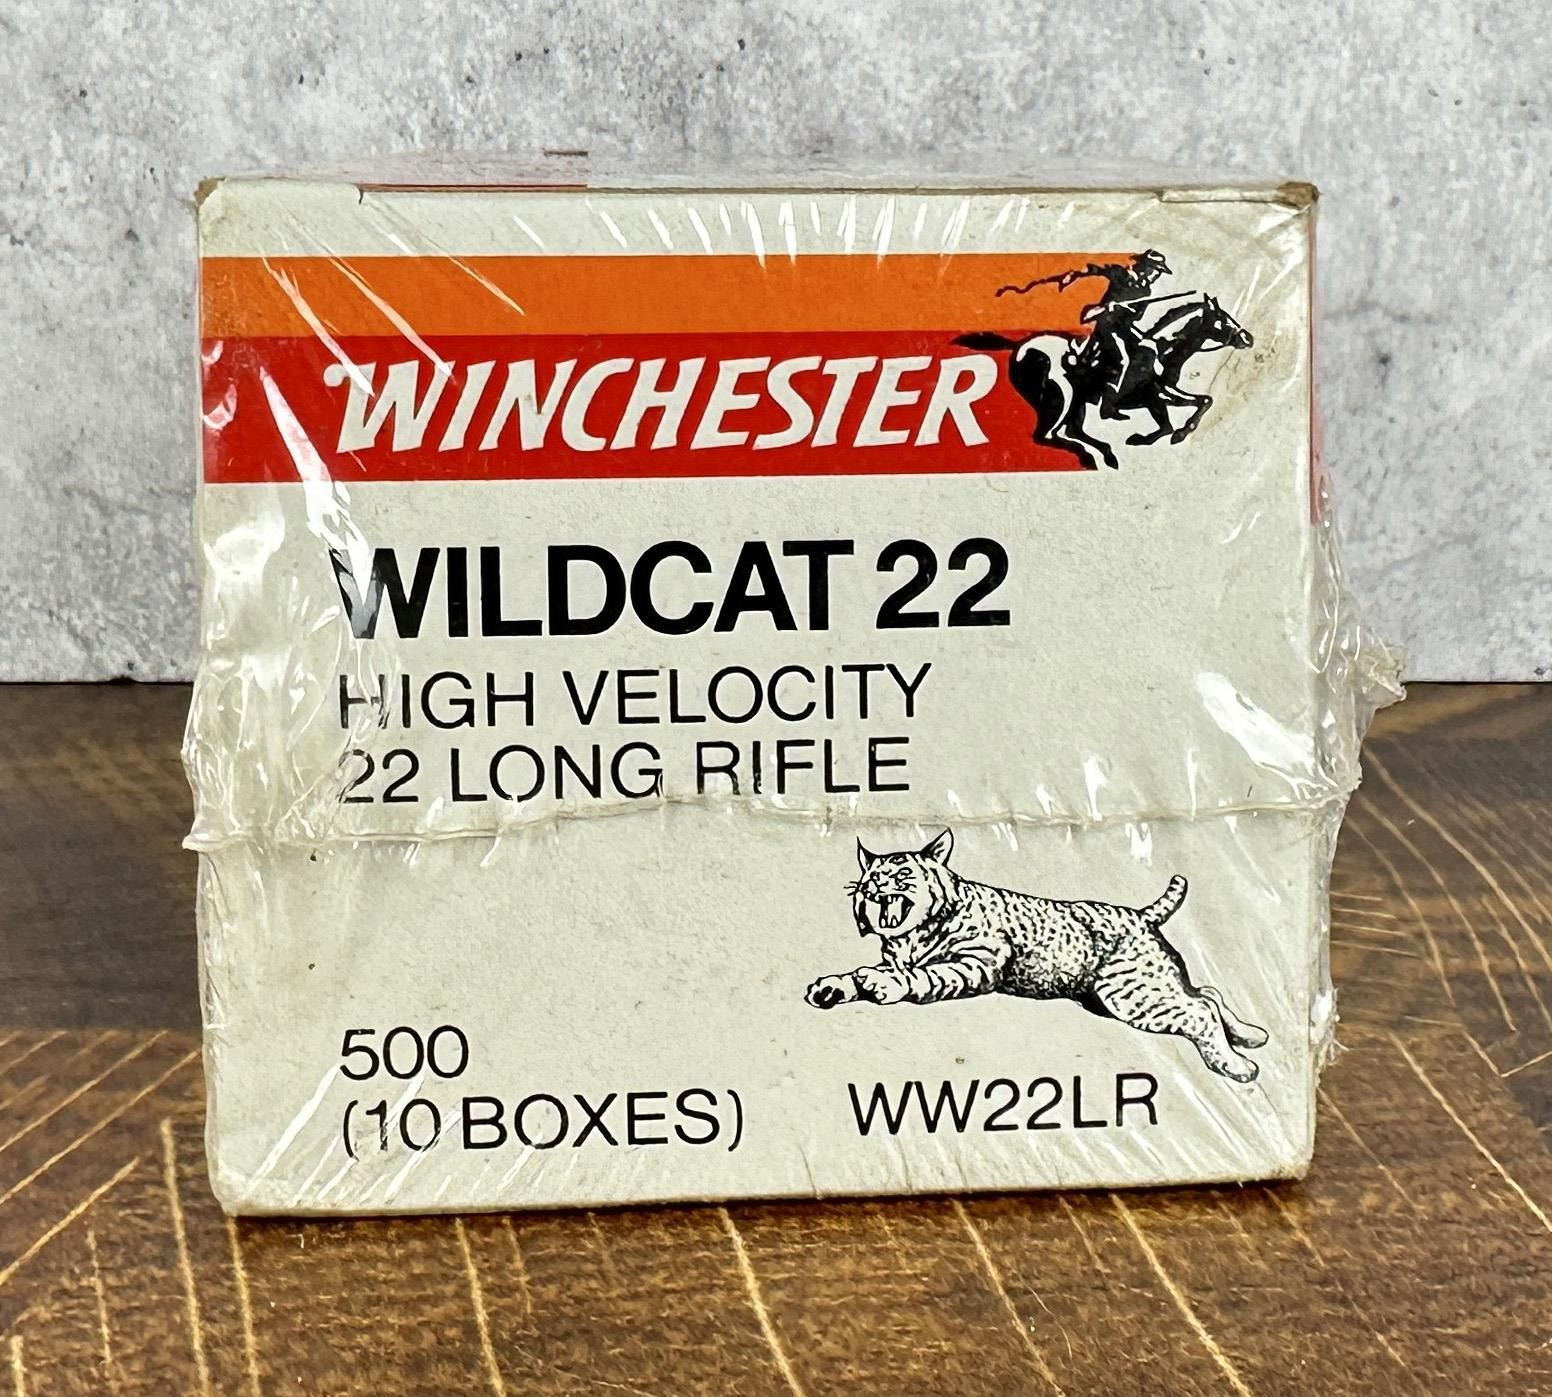 WINCHESTER
WILDCAT 22
HIGH VELOCITY
22 LONG RIFLE
500
(10 BOXES)
WW22LR